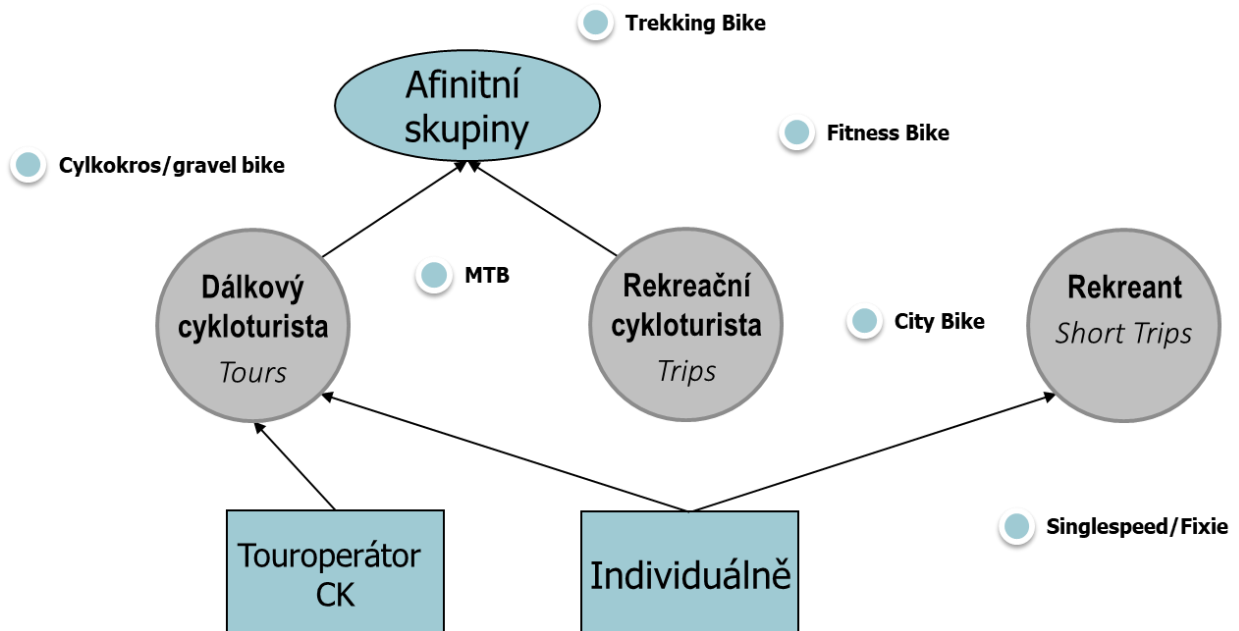 Trekking Bike
Afinitní
skupiny
Fitness Bike
Cylkokros/gravel bike
Dálkový
cykloturista
Tours
MTB
Rekreační
cykloturista
Trips
City Bike
Rekreant
Short Trips
Touroperátor
CK
Individuálně
Singlespeed/Fixie